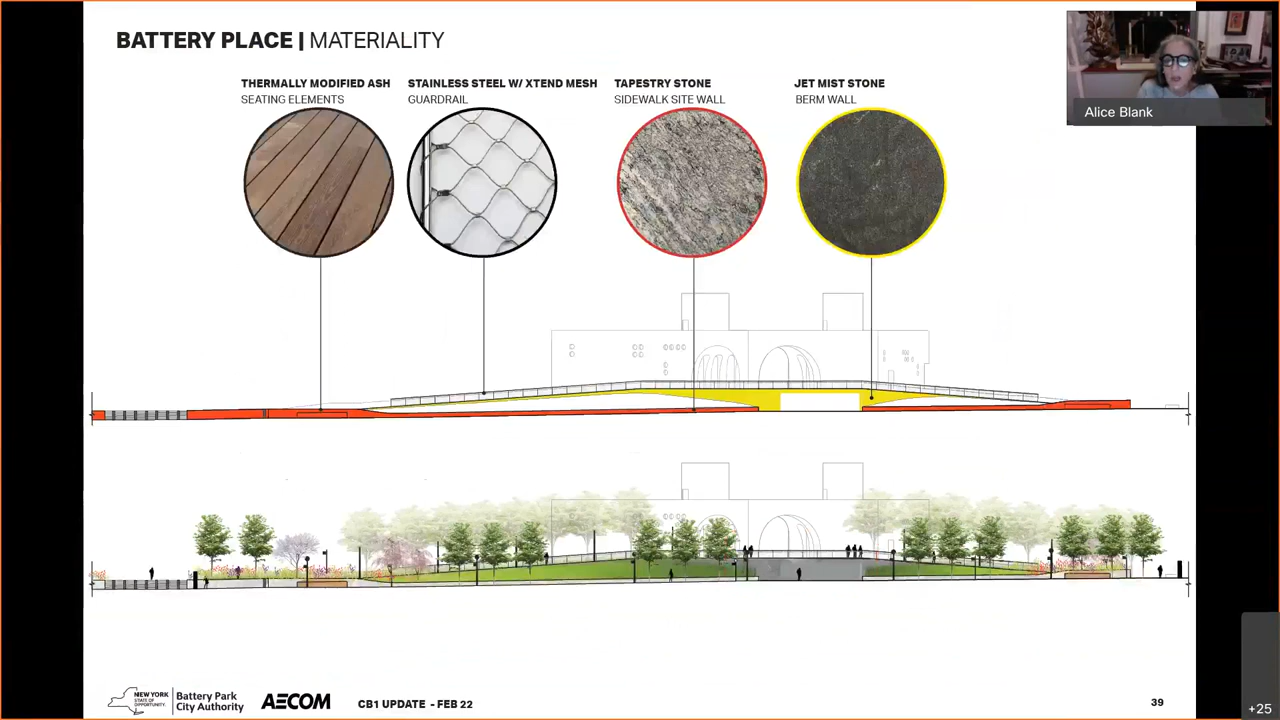 BATTERY PLACE | MATERIALITY
THERMALLY MODIFIED ASH
SEATING ELEMENTS
STAINLESS STEEL W/ XTEND MESH
GUARDRAIL
TAPESTRY STONE
SIDEWALK SITE WALL
JET MIST STONE
BERM WALL
Alice Blank
NEW YORK
STATE OF
OPPORTUNITY.
Battery Park
City Authority
AECOM
CB1 UPDATE - FEB 22
39
+25